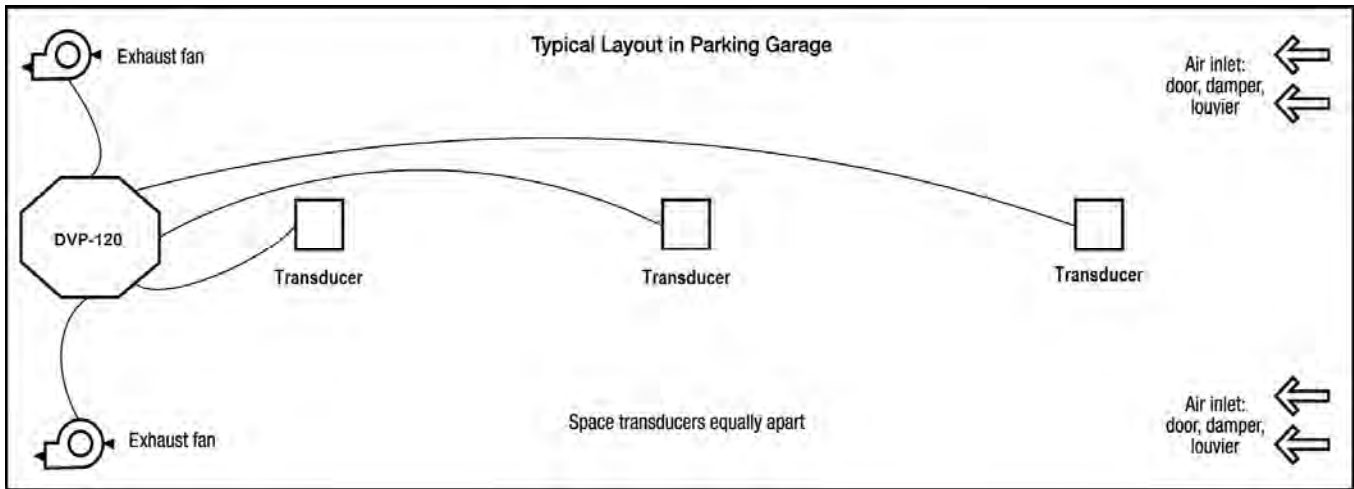 Typical Layout in Parking Garage
Exhaust fan
Air inlet:
door, damper,
louvier
DVP-120
Transducer
Transducer
Transducer
Space transducers equally apart
Exhaust fan
Air inlet:
door, damper,
louvier